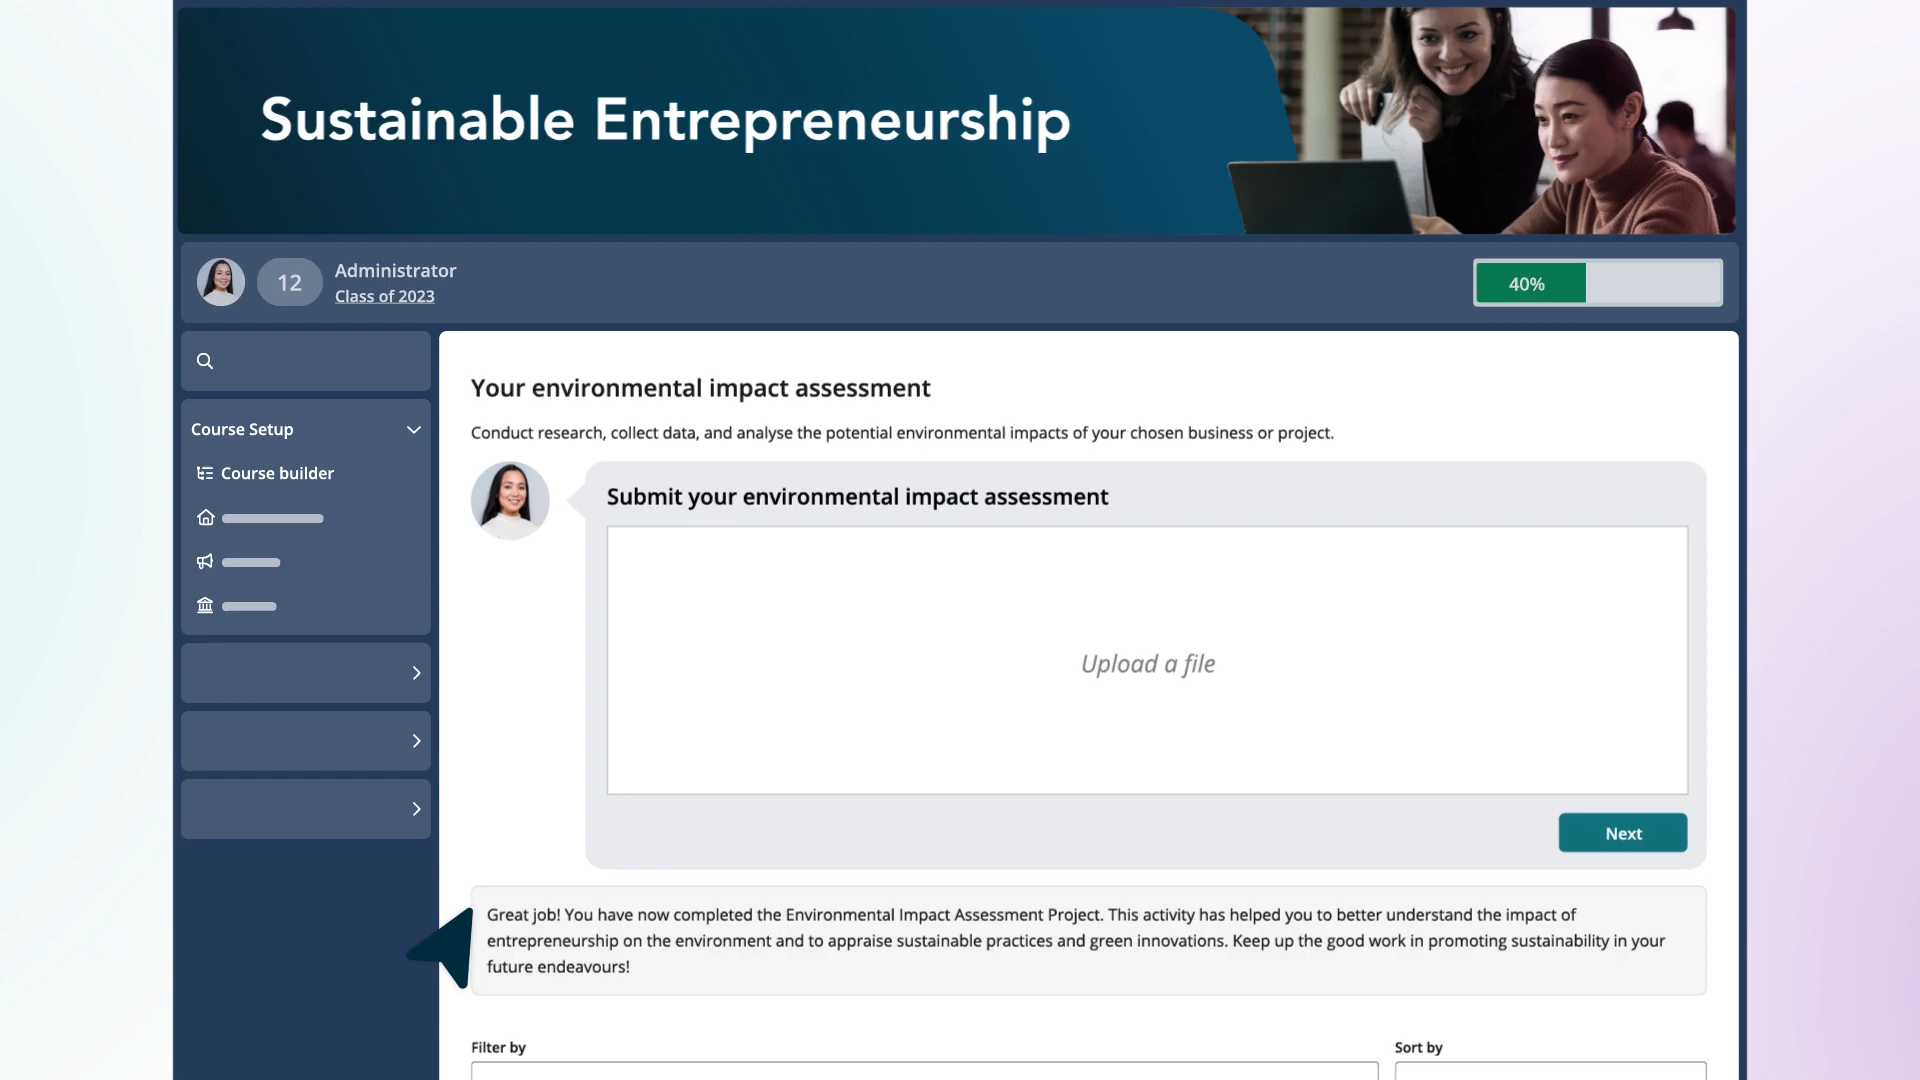 Sustainable Entrepreneurship
12
Administrator
Class of 2023
40%
Course Setup
Course builder
Your environmental impact assessment
Conduct research, collect data, and analyse the potential environmental impacts of your chosen business or project.
Submit your environmental impact assessment
Upload a file
Next
Great job! You have now completed the Environmental Impact Assessment Project. This activity has helped you to better understand the impact of
entrepreneurship on the environment and to appraise sustainable practices and green innovations. Keep up the good work in promoting sustainability in your
future endeavours!
Filter by
Sort by